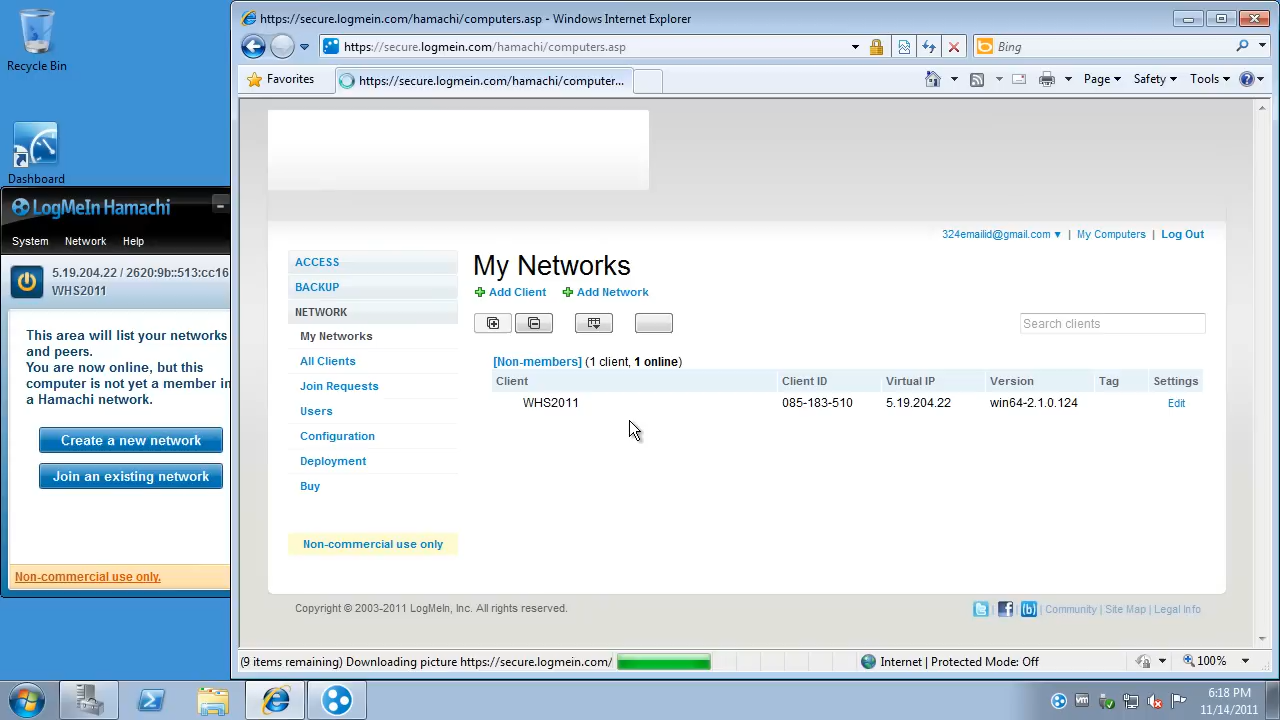 https://secure.logmein.com/hamachi/computers.asp - Windows Internet Explorer
https://secure.logmein.com/hamachi/computers.asp
Bing
Favorites
https://secure.logmein.com/hamachi/computer...
Page
Safety
Tools
Recycle Bin
Dashboard
LogMeIn Hamachi
System Network Help
5.19.204.22 / 2620:9b::513:cc16
WHS2011
This area will list your networks
and peers.
You are now online, but this
computer is not yet a member in
a Hamachi network.
Create a new network
Join an existing network
Non-commercial use only.
324emailid@gmail.com | My Computers | Log Out
ACCESS
BACKUP
NETWORK
My Networks
All Clients
Join Requests
Users
Configuration
Deployment
Buy
Non-commercial use only
My Networks
Add Client Add Network
Search clients
[Non-members] (1 client, 1 online)
Client Client ID Virtual IP Version Tag Settings
WHS2011 085-183-510 5.19.204.22 win64-2.1.0.124 Edit
Copyright © 2003-2011 LogMeIn, Inc. All rights reserved.
| Community | Site Map | Legal Info
(9 items remaining) Downloading picture https://secure.logmein.com/
Internet | Protected Mode: Off
100%
6:18 PM
11/14/2011